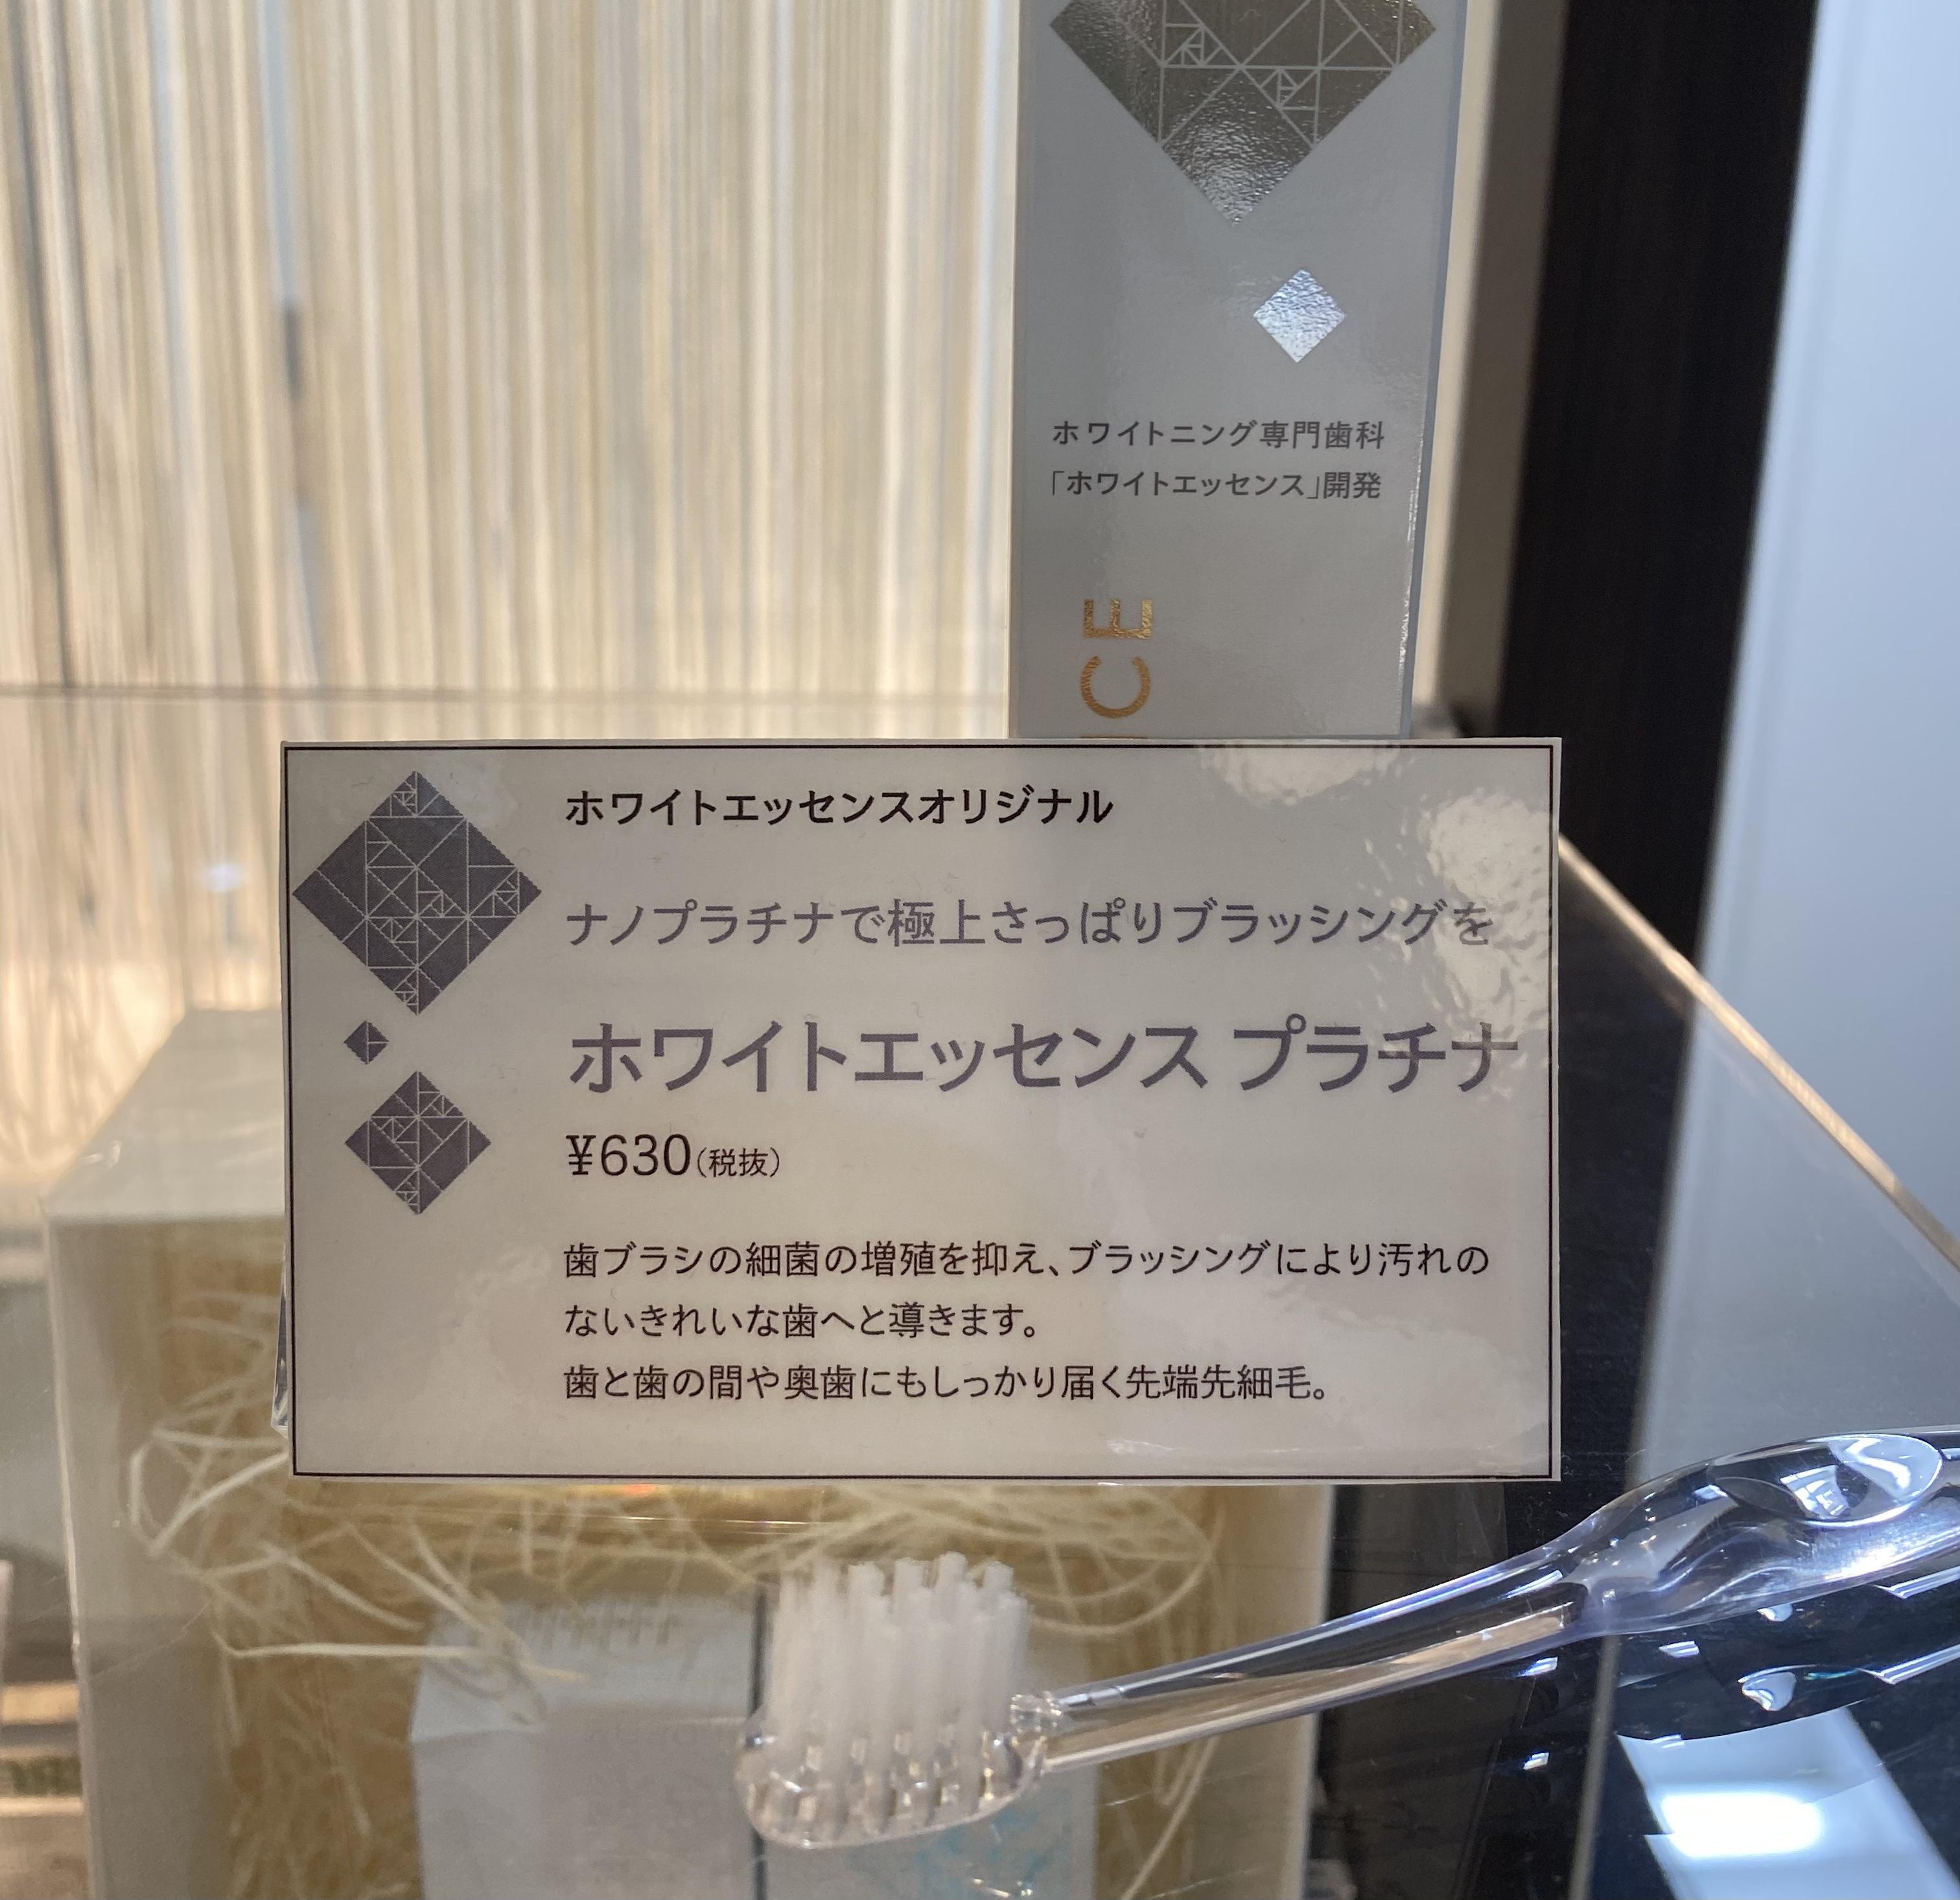 ホワイトニング専門歯科
「ホワイトエッセンス」開発
CE
ホワイトエッセンスオリジナル
ナノプラチナで極上さっぱりブラッシングを
ホワイトエッセンス プラチナ
¥630(税抜)
歯ブラシの細菌の増殖を抑え、ブラッシングにより汚れの
ないきれいな歯へと導きます。
歯と歯の間や奥歯にもしっかり届く先端先細毛。